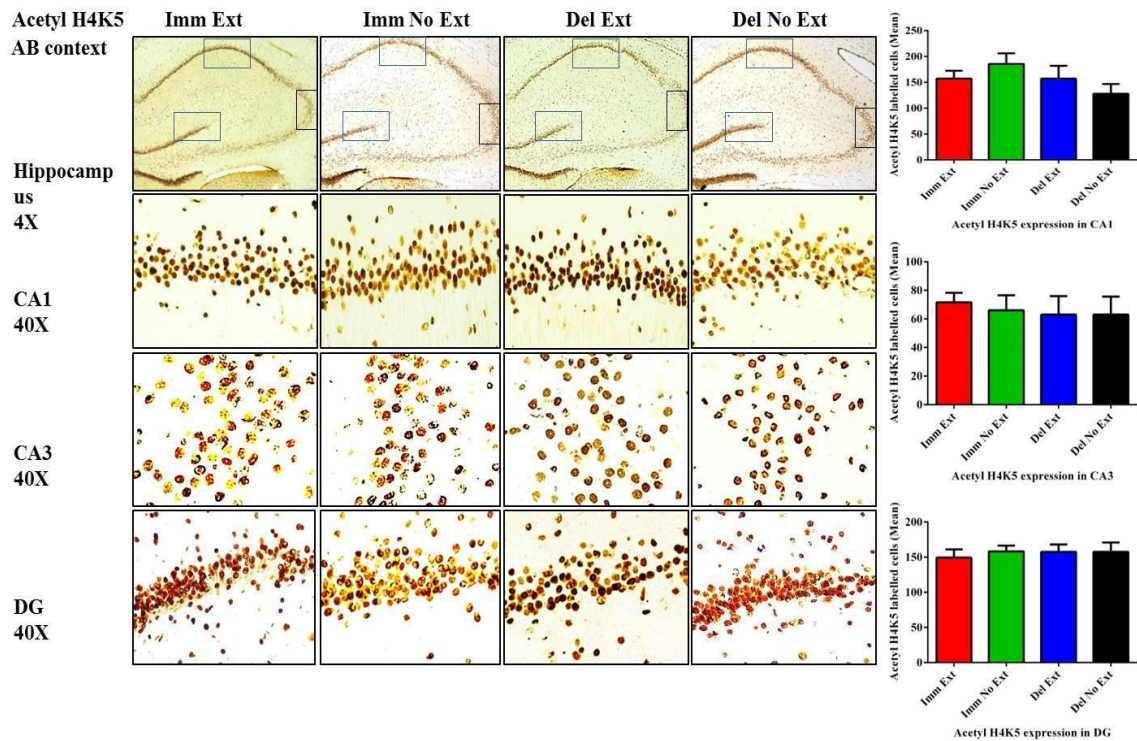 Acetyl H4K5 Imm Ext Imm No Ext Del Ext Del No Ext
AB context
Hippocamp
us
4X
CA1
40X
CA3
40X
DG
40X
Acetyl H4K5 labelled cells (Mean)
250
200
150
100
50
0
Imm Ext
Imm No Ext
Del Ext
Del No Ext
Acetyl H4K5 expression in CA1
Acetyl H4K5 labelled cells (Mean)
100
80
60
40
20
0
Imm Ext
Imm No Ext
Del Ext
Del No Ext
Acetyl H4K5 expression in CA3
Acetyl H4K5 labelled cells (Mean)
200
150
100
50
0
Imm Ext
Imm No Ext
Del Ext
Del No Ext
Acetyl H4K5 expression in DG